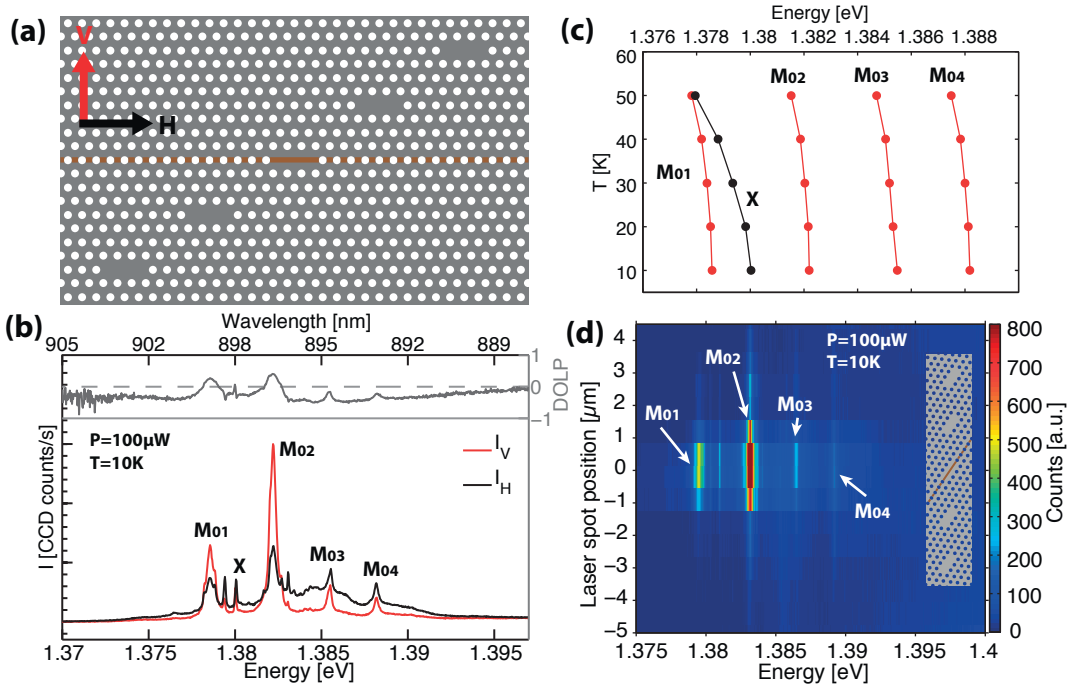 (a)
V
H
(b)
Wavelength [nm]
905 902 898 895 892 889
1
0
-1
DOLP
P=100μW
T=10K
I_V
I_H
M01
X
M02
M03
M04
I [CCD counts/s]
1.37 1.375 1.38 1.385 1.39 1.395
Energy [eV]
(c)
Energy [eV]
1.376 1.378 1.38 1.382 1.384 1.386 1.388
50
40
30
20
10
T [K]
M01
X
M02
M03
M04
(d)
4
3
2
1
0
-1
-2
-3
-4
-5
Laser spot position [μm]
P=100μW
T=10K
M01
M02
M03
M04
1.375 1.38 1.385 1.39 1.395 1.4
Energy [eV]
800
700
600
500
400
300
200
100
0
Counts [a.u.]